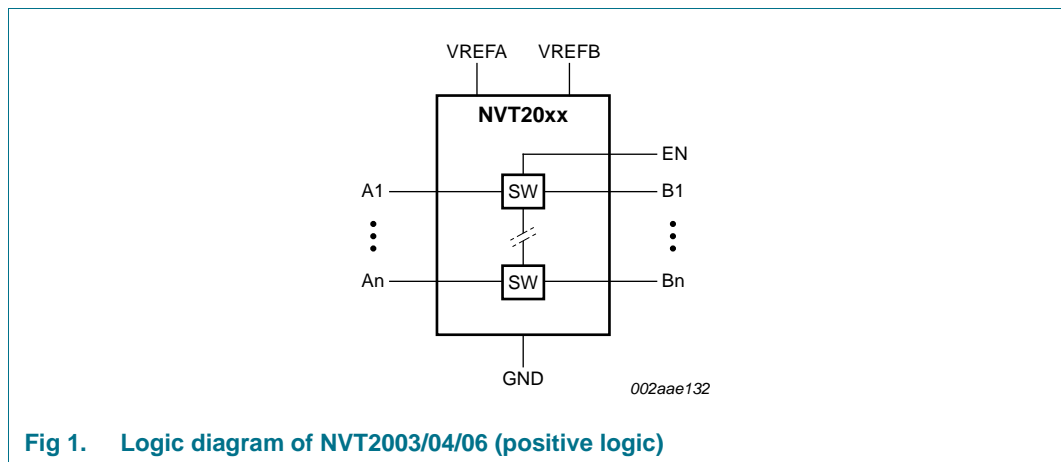 VREFA VREFB
NVT20xx
EN
A1 SW B1
An SW Bn
GND
002aae132
Fig 1. Logic diagram of NVT2003/04/06 (positive logic)